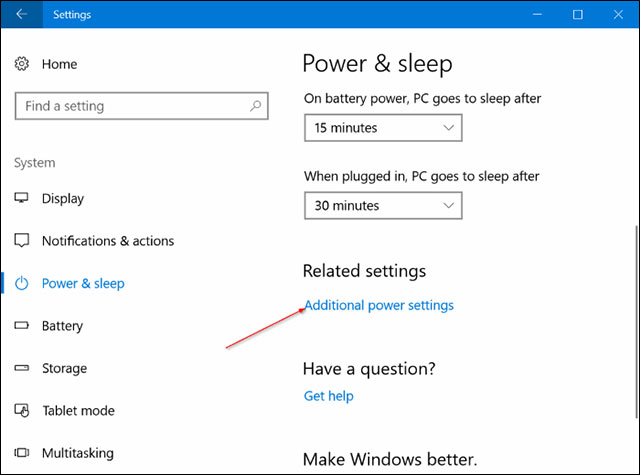 Settings
Home
Find a setting
System
Display
Notifications & actions
Power & sleep
Battery
Storage
Tablet mode
Multitasking
Power & sleep
On battery power, PC goes to sleep after
15 minutes
When plugged in, PC goes to sleep after
30 minutes
Related settings
Additional power settings
Have a question?
Get help
Make Windows better.